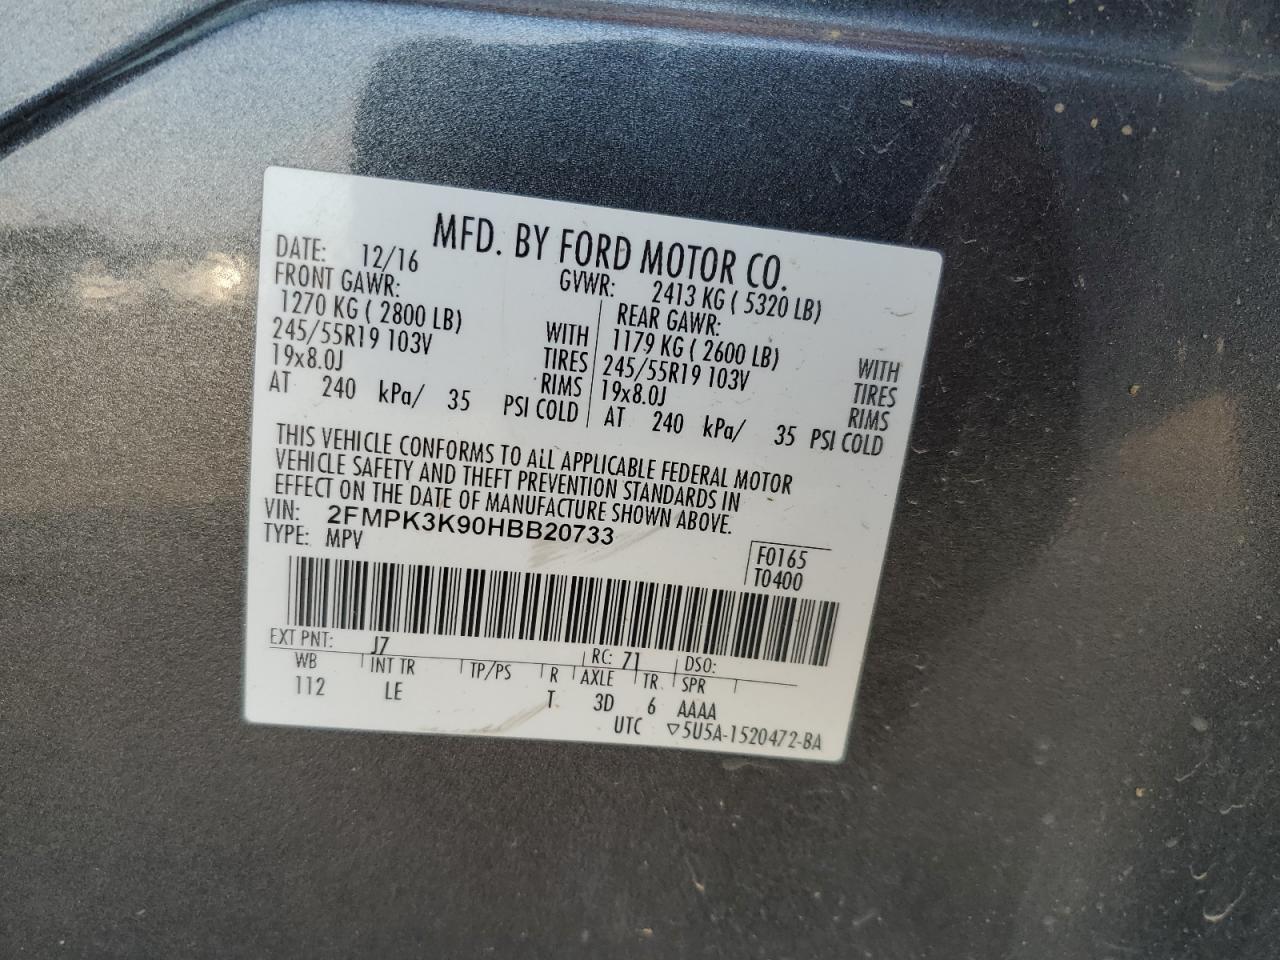 MFD. BY FORD MOTOR CO.
DATE: 12/16 GVWR: 2413 KG ( 5320 LB)
FRONT GAWR: REAR GAWR:
1270 KG ( 2800 LB) WITH 1179 KG ( 2600 LB) WITH
245/55R19 103V TIRES 245/55R19 103V TIRES
19x8.0J RIMS 19x8.0J RIMS
AT 240 kPa/ 35 PSI COLD AT 240 kPa/ 35 PSI COLD
THIS VEHICLE CONFORMS TO ALL APPLICABLE FEDERAL MOTOR
VEHICLE SAFETY AND THEFT PREVENTION STANDARDS IN
EFFECT ON THE DATE OF MANUFACTURE SHOWN ABOVE.
VIN: 2FMPK3K90HBB20733
TYPE: MPV F0165
T0400
EXT PNT: J7 RC: 71 DSO:
WB INT TR TP/PS R AXLE TR SPR
112 LE T 3D 6 AAAA
UTC ▽5U5A-1520472-BA